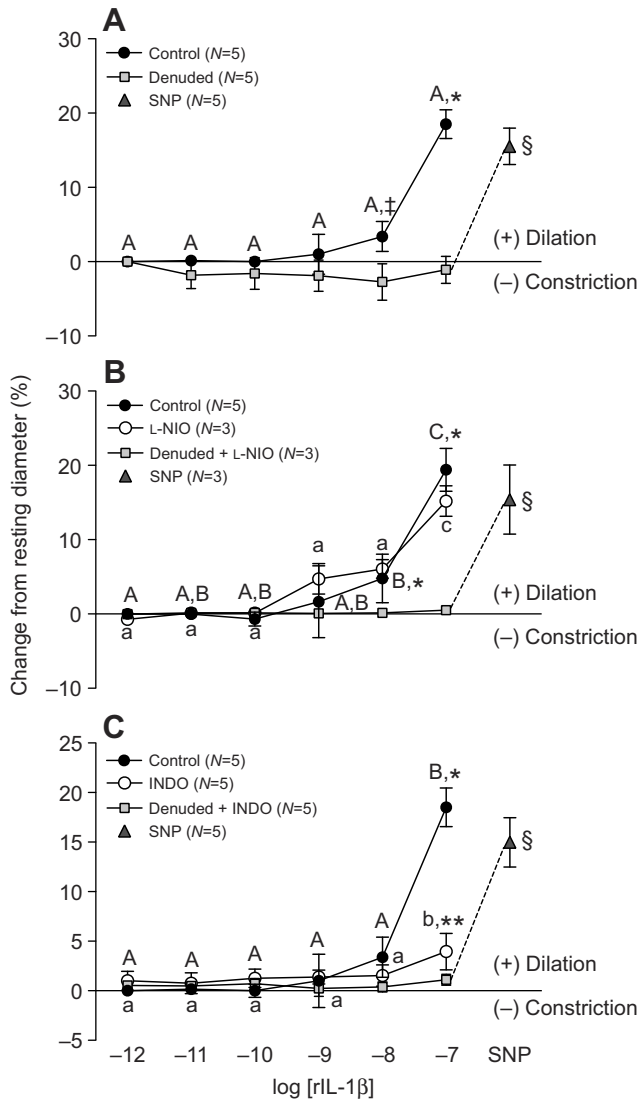 A
30
20
10
0
–10
Control (N=5)
Denuded (N=5)
SNP (N=5)
A A A A A,‡ A,* §
(+) Dilation
(–) Constriction
B
30
20
10
0
–10
Control (N=5)
L-NIO (N=3)
Denuded + L-NIO (N=3)
SNP (N=3)
C,*
§
a a c
A A,B A,B A,B B,*
a a a
(+) Dilation
(–) Constriction
Change from resting diameter (%)
C
25
20
15
10
5
0
–5
Control (N=5)
INDO (N=5)
Denuded + INDO (N=5)
SNP (N=5)
B,*
§
b,**
A A A A A a
a a a a
(+) Dilation
(–) Constriction
–12 –11 –10 –9 –8 –7 SNP
log [rIL-1β]